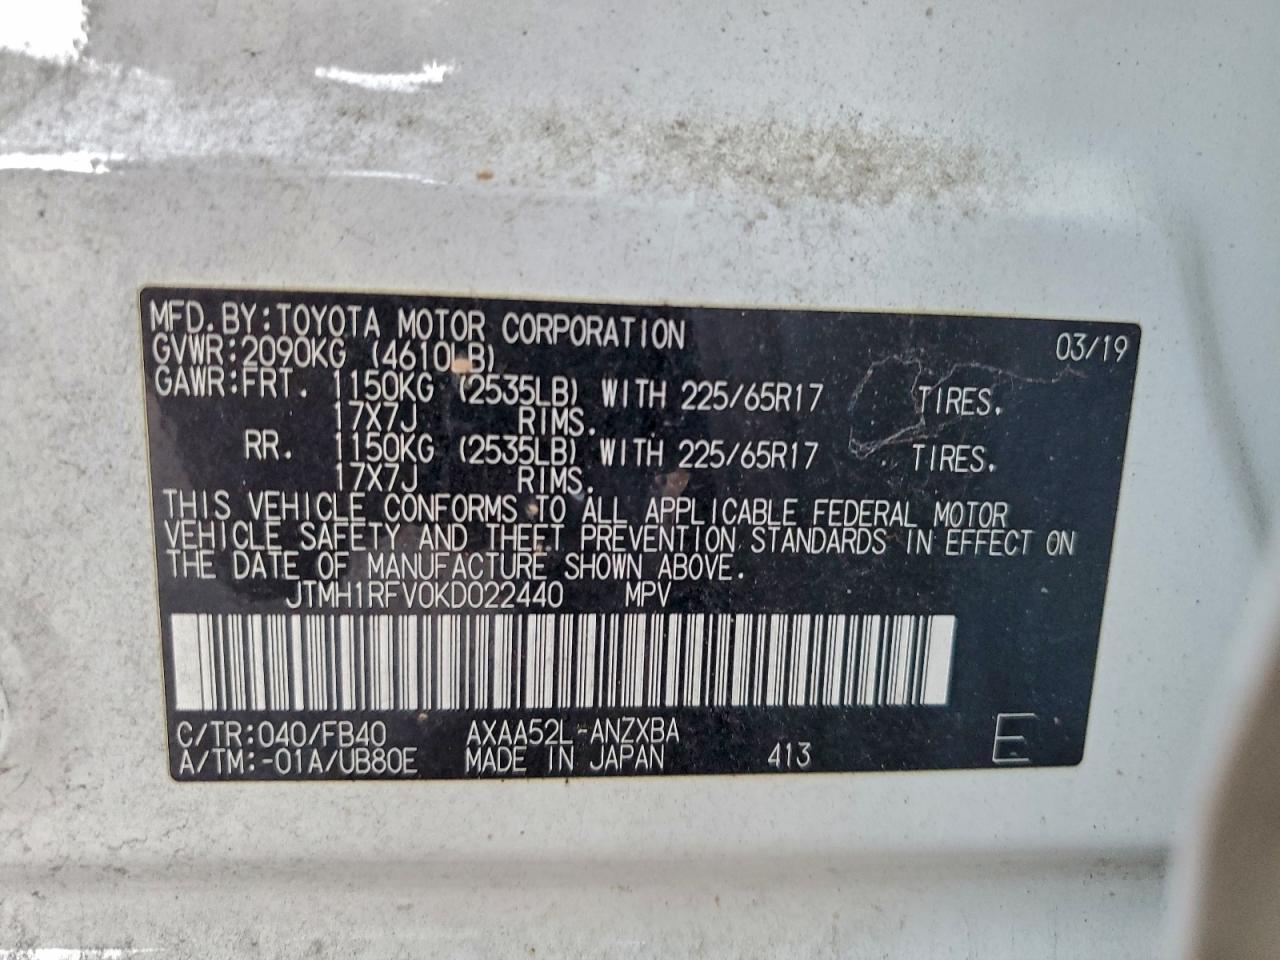 MFD.BY:TOYOTA MOTOR CORPORATION 03/19
GVWR:2090KG (4610LB)
GAWR:FRT. 1150KG (2535LB) WITH 225/65R17 TIRES.
17X7J RIMS.
RR. 1150KG (2535LB) WITH 225/65R17 TIRES.
17X7J RIMS.
THIS VEHICLE CONFORMS TO ALL APPLICABLE FEDERAL MOTOR
VEHICLE SAFETY AND THEFT PREVENTION STANDARDS IN EFFECT ON
THE DATE OF MANUFACTURE SHOWN ABOVE.
JTMH1RFV0KD022440 MPV
C/TR:040/FB40 AXAA52L-ANZXBA
A/TM:-01A/UB80E MADE IN JAPAN 413 E